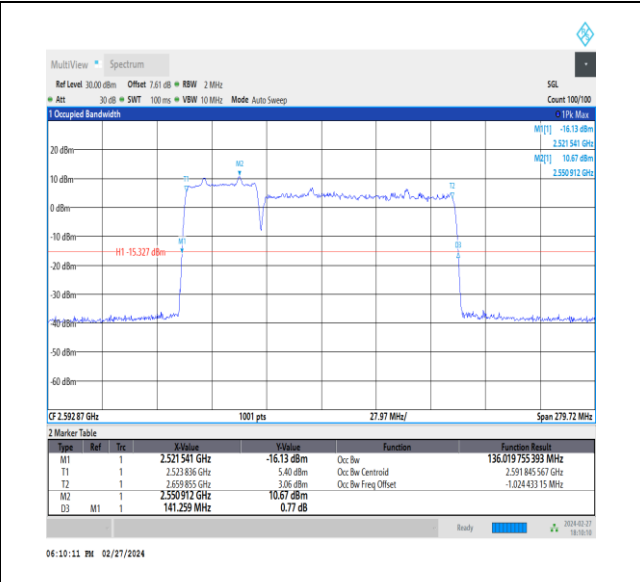 MultiView Spectrum
Ref Level 30.00 dBm Offset 7.61 dB RBW 2 MHz SGL
Att 30 dB SWT 100 ms VBW 10 MHz Mode Auto Sweep Count 100/100
1 Occupied Bandwidth 1Pk Max
M1[1] -16.13 dBm
2.521 541 GHz
M2[1] 10.67 dBm
2.550 912 GHz
20 dBm
M2
10 dBm
T1
T2
0 dBm
-10 dBm
M1
D3
H1 -15.327 dBm
-20 dBm
-30 dBm
-40 dBm
-50 dBm
-60 dBm
CF 2.592 87 GHz 1001 pts 27.97 MHz/ Span 279.72 MHz
2 Marker Table
Type Ref Trc X-Value Y-Value Function Function Result
M1 1 2.521 541 GHz -16.13 dBm Occ Bw 136.019 755 393 MHz
T1 1 2.523 836 GHz 5.40 dBm Occ Bw Centroid 2.591 845 567 GHz
T2 1 2.659 855 GHz 3.06 dBm Occ Bw Freq Offset -1.024 433 15 MHz
M2 1 2.550 912 GHz 10.67 dBm
D3 M1 1 141.259 MHz 0.77 dB
Ready 2024-02-27
18:10:10
06:10:11 PM 02/27/2024